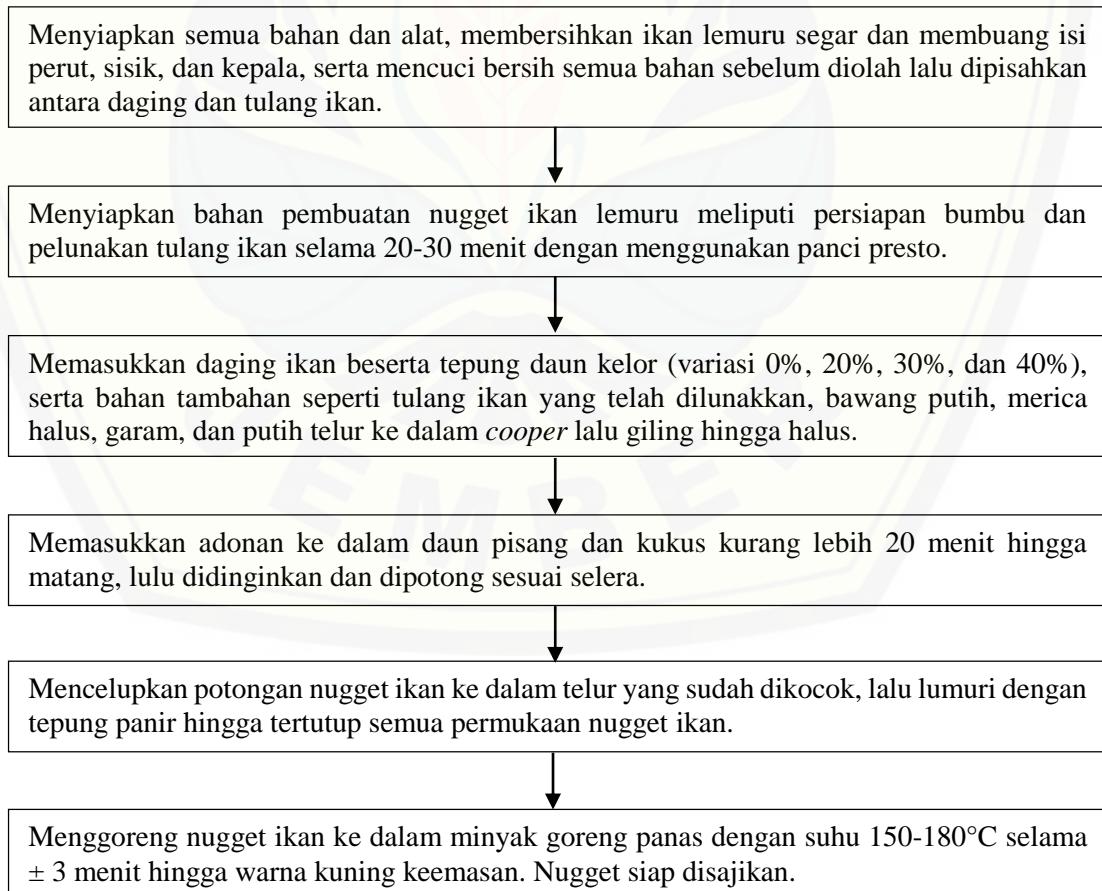 Menyiapkan semua bahan dan alat, membersihkan ikan lemuru segar dan membuang isi
perut, sisik, dan kepala, serta mencuci bersih semua bahan sebelum diolah lalu dipisahkan
antara daging dan tulang ikan.
Menyiapkan bahan pembuatan nugget ikan lemuru meliputi persiapan bumbu dan
pelunakan tulang ikan selama 20-30 menit dengan menggunakan panci presto.
Memasukkan daging ikan beserta tepung daun kelor (variasi 0%, 20%, 30%, dan 40%),
serta bahan tambahan seperti tulang ikan yang telah dilunakkan, bawang putih, merica
halus, garam, dan putih telur ke dalam cooper lalu giling hingga halus.
Memasukkan adonan ke dalam daun pisang dan kukus kurang lebih 20 menit hingga
matang, lulu didinginkan dan dipotong sesuai selera.
Mencelupkan potongan nugget ikan ke dalam telur yang sudah dikocok, lalu lumuri dengan
tepung panir hingga tertutup semua permukaan nugget ikan.
Menggoreng nugget ikan ke dalam minyak goreng panas dengan suhu 150-180°C selama
± 3 menit hingga warna kuning keemasan. Nugget siap disajikan.